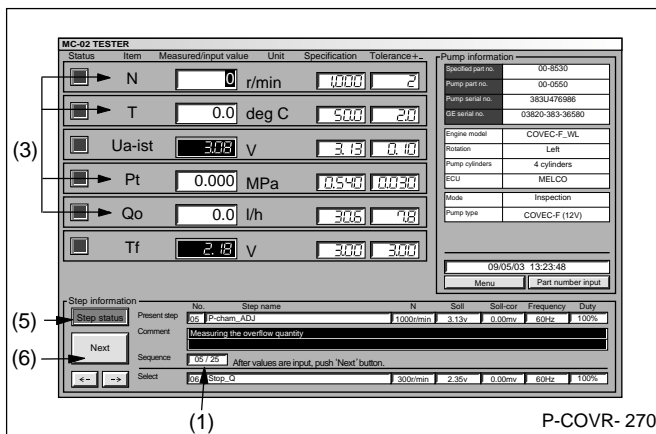 MC-02 TESTER
Status Item Measured/input value Unit Specification Tolerance+_
N 0 r/min 1,000 2
T 0.0 deg C 50.0 2.0
(3)
Ua-ist 3.08 V 3.13 0.10
Pt 0.000 MPa 0.540 0.030
Qo 0.0 l/h 30.6 7.8
Tf 2.18 V 3.00 3.00
Pump information
Specified part no. 00-8530
Pump part no. 00-0550
Pump serial no. 383U476986
GE serial no. 03820-383-36580
Engine model COVEC-F_WL
Rotation Left
Pump cylinders 4 cylinders
ECU MELCO
Mode Inspection
Pump type COVEC-F (12V)
09/05/03 13:23:48
Menu Part number input
Step information
No. Step name N Soll Soll-cor Frequency Duty
(5) Step status Present step 05 P-cham_ADJ 1000r/min 3.13v 0.00mv 60Hz 100%
Comment Measuring the overflow quantity
(6) Next
Sequence 05 / 25 After values are input, push 'Next' button.
<- -> Select 06 Stop_Q 300r/min 2.35v 0.00mv 60Hz 100%
(1)
P-COVR- 270